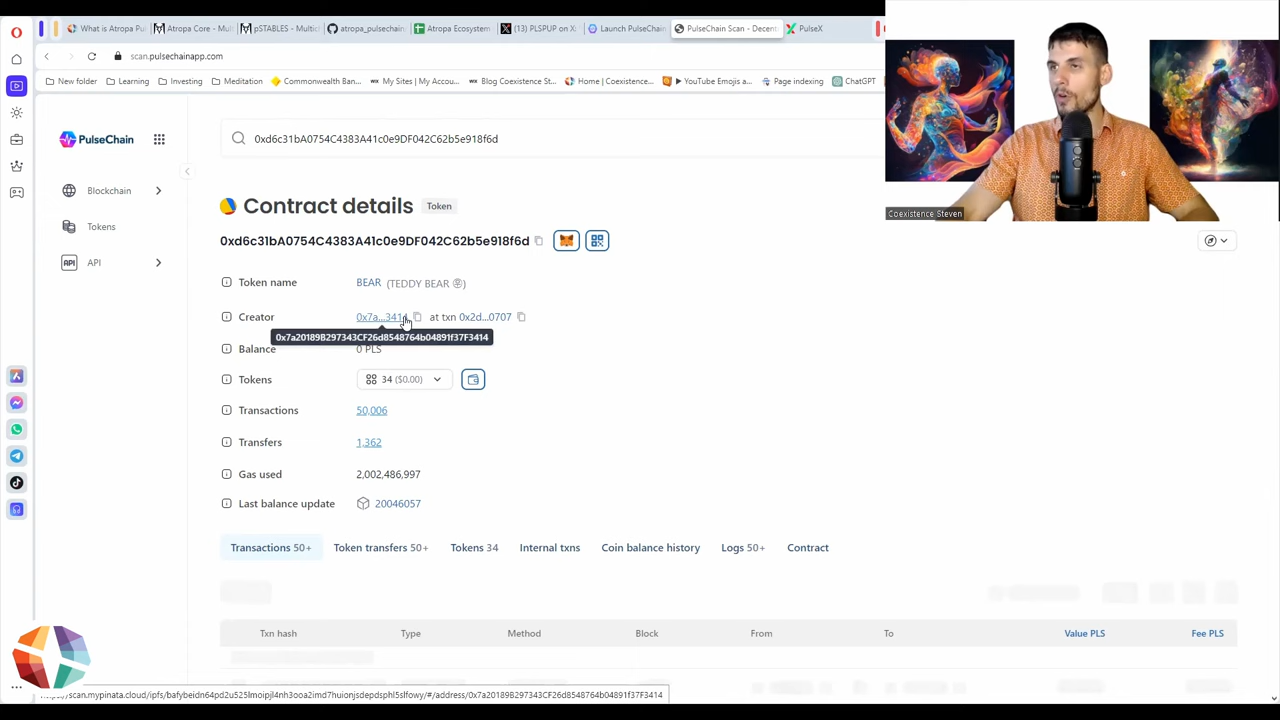 What is Atropa Pul
Atropa Core - Mult
pSTABLES - Multich
atropa_pulsechain
Atropa Ecosystem
(13) PLSPUP on X:
Launch PulseChain
PulseChain Scan - Decent
PulseX
scan.pulsechainapp.com
New folder
Learning
Investing
Meditation
Commonwealth Ban...
My Sites | My Accou...
Blog Coexistence St...
Home | Coexistence...
YouTube Emojis a...
Page indexing
ChatGPT
PulseChain
0xd6c31bA0754C4383A41c0e9DF042C62b5e918f6d
Blockchain
Tokens
API
API
Contract details
Token
0xd6c31bA0754C4383A41c0e9DF042C62b5e918f6d
Token name
BEAR (TEDDY BEAR ®)
Creator
0x7a...3414 at txn 0x2d...0707
0x7a20189B297343CF26d8548764b04891f37F3414
Balance
0 PLS
Tokens
34 ($0.00)
Transactions
50,006
Transfers
1,362
Gas used
2,002,486,997
Last balance update
20046057
Transactions 50+
Token transfers 50+
Tokens 34
Internal txns
Coin balance history
Logs 50+
Contract
Txn hash
Type
Method
Block
From
To
Value PLS
Fee PLS
Coexistence Steven